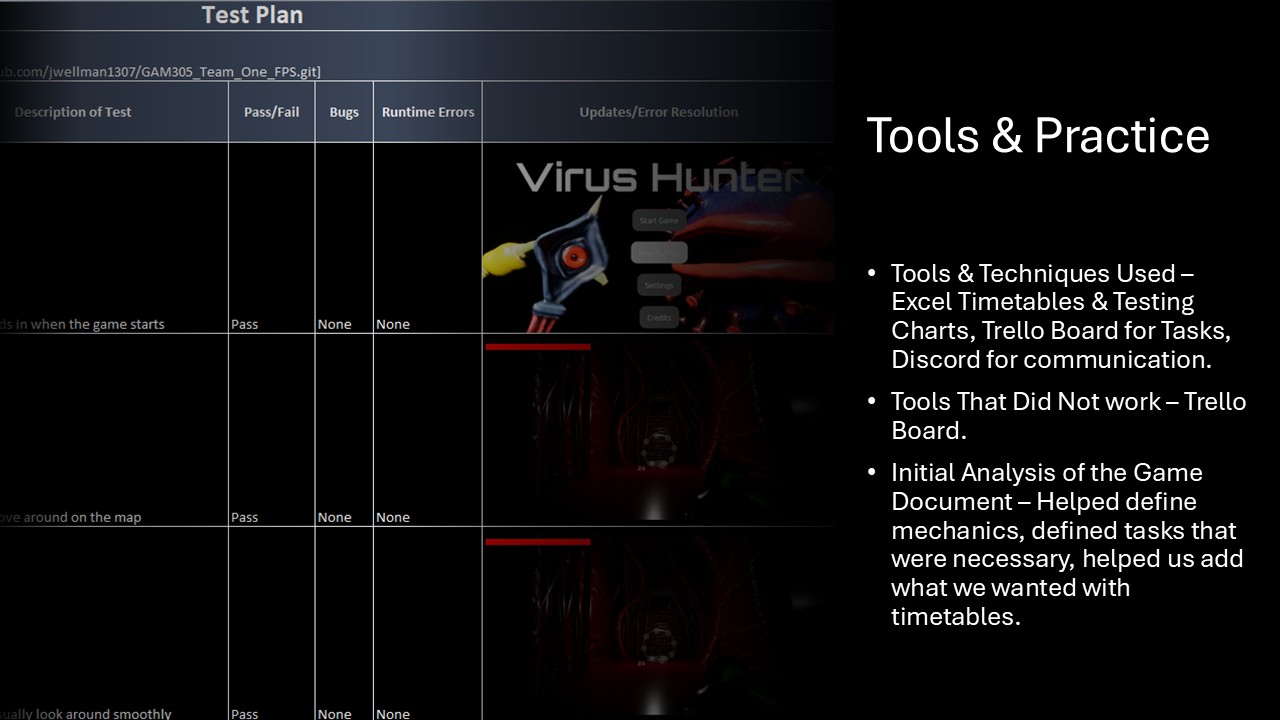 Test Plan
ub.com/jwellman1307/GAM305_Team_One_FPS.git]
Description of Test Pass/Fail Bugs Runtime Errors Updates/Error Resolution
Virus Hunter
Start Game
Settings
Credits
in when the game starts Pass None None
around on the map Pass None None
look around smoothly Pass None None
Tools & Practice
• Tools & Techniques Used –
Excel Timetables & Testing
Charts, Trello Board for Tasks,
Discord for communication.
• Tools That Did Not work – Trello
Board.
• Initial Analysis of the Game
Document – Helped define
mechanics, defined tasks that
were necessary, helped us add
what we wanted with
timetables.